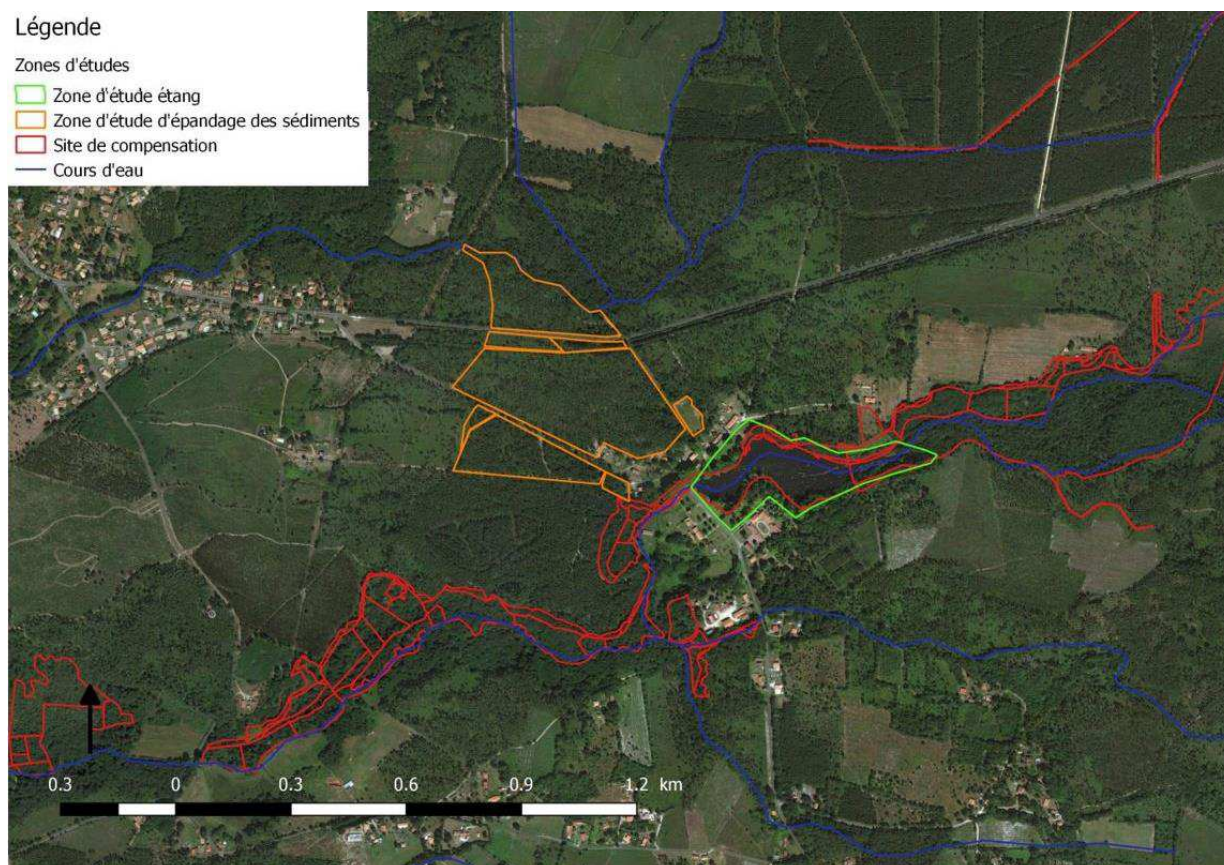 Légende
Zones d'études
Zone d'étude étang
Zone d'étude d'épandage des sédiments
Site de compensation
Cours d'eau
0.3 0 0.3 0.6 0.9 1.2 km